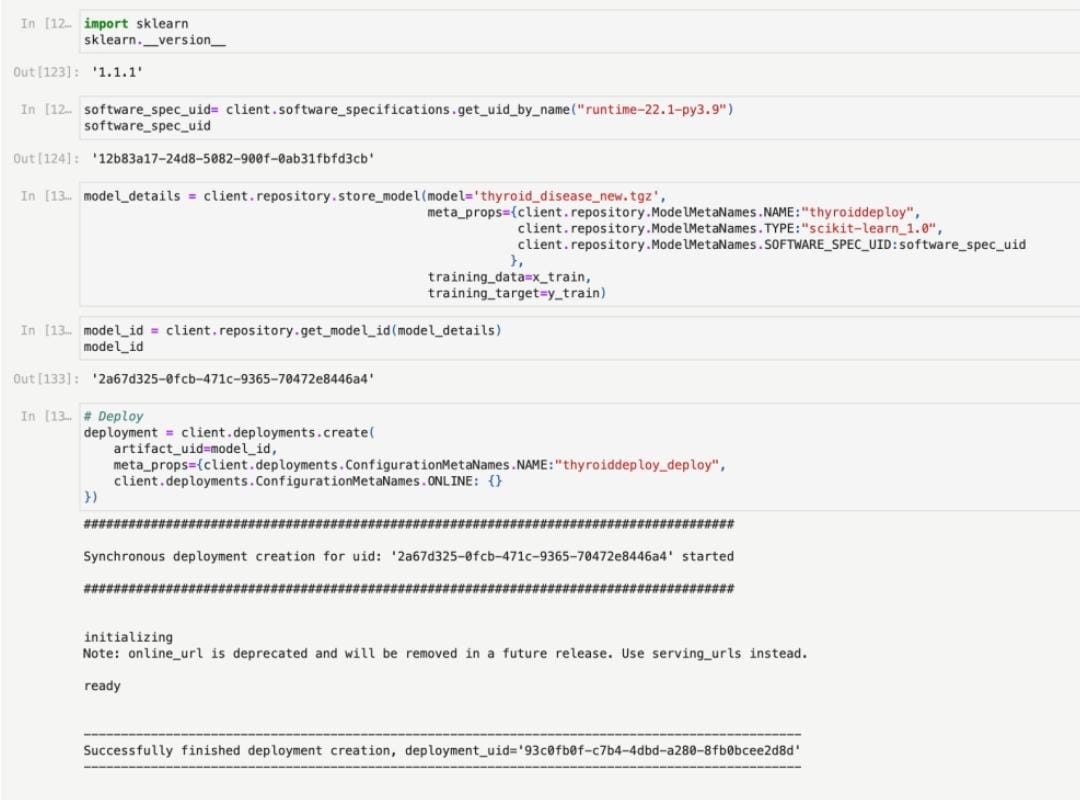 In [12… import sklearn
sklearn.__version__
Out[123]: '1.1.1'
In [12… software_spec_uid= client.software_specifications.get_uid_by_name("runtime-22.1-py3.9")
software_spec_uid
Out[124]: '12b83a17-24d8-5082-900f-0ab31fbfd3cb'
In [13… model_details = client.repository.store_model(model='thyroid_disease_new.tgz',
meta_props={client.repository.ModelMetaNames.NAME:"thyroiddeploy",
client.repository.ModelMetaNames.TYPE:"scikit-learn_1.0",
client.repository.ModelMetaNames.SOFTWARE_SPEC_UID:software_spec_uid
},
training_data=x_train,
training_target=y_train)
In [13… model_id = client.repository.get_model_id(model_details)
model_id
Out[133]: '2a67d325-0fcb-471c-9365-70472e8446a4'
In [13… # Deploy
deployment = client.deployments.create(
artifact_uid=model_id,
meta_props={client.deployments.ConfigurationMetaNames.NAME:"thyroiddeploy_deploy",
client.deployments.ConfigurationMetaNames.ONLINE: {}
})
#######################################################################################
Synchronous deployment creation for uid: '2a67d325-0fcb-471c-9365-70472e8446a4' started
#######################################################################################
initializing
Note: online_url is deprecated and will be removed in a future release. Use serving_urls instead.
ready
------------------------------------------------------------------------------------------------
Successfully finished deployment creation, deployment_uid='93c0fb0f-c7b4-4dbd-a280-8fb0bcee2d8d'
------------------------------------------------------------------------------------------------